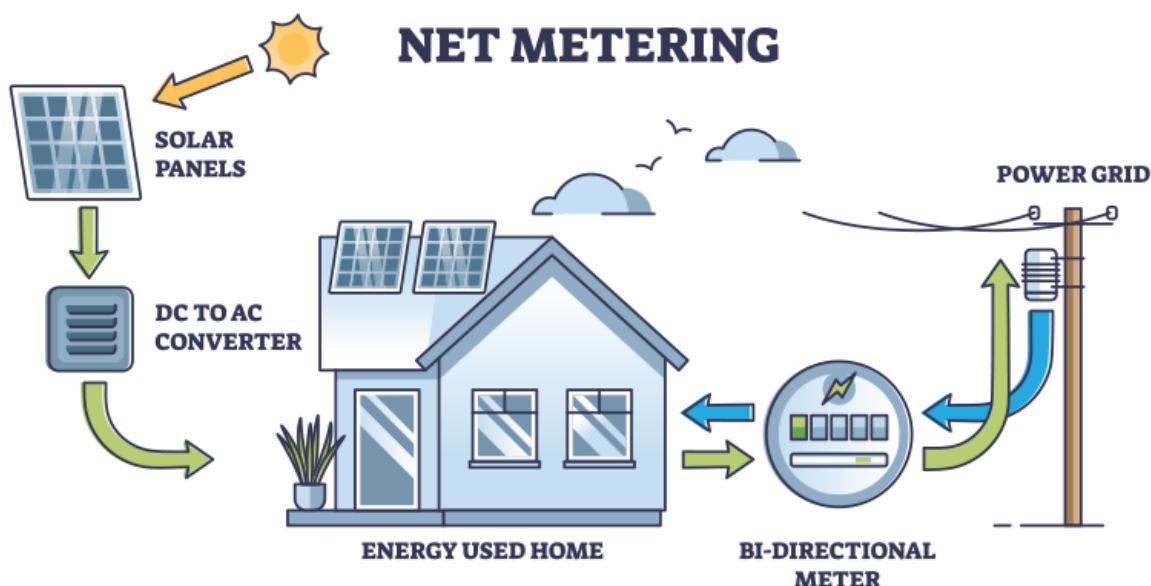 NET METERING
SOLAR
PANELS
POWER GRID
DC TO AC
CONVERTER
ENERGY USED HOME
BI-DIRECTIONAL
METER